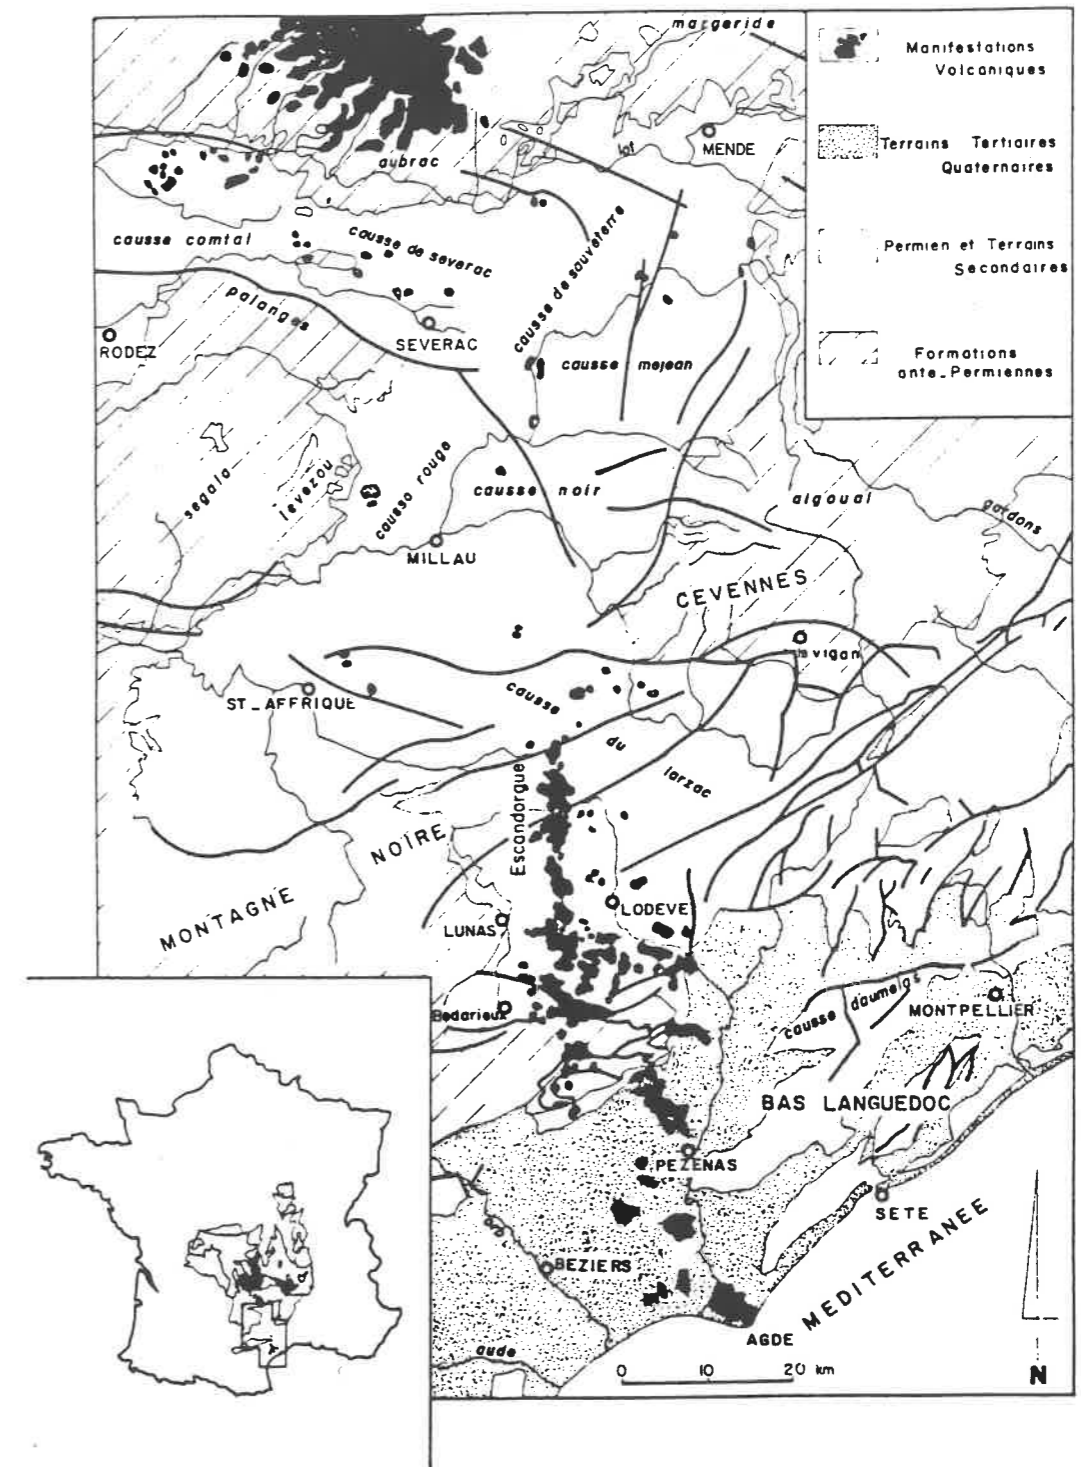 margeride
Manifestations
Volcaniques
Terrains Tertiaires
Quaternaires
Permien et Terrains
Secondaires
Formations
ante_Permiennes
lot
MENDE
aubrac
causse comtal
causse de severac
causse de sauveterre
palanges
RODEZ
SEVERAC
causse mejean
segala
levezou
causso rouge
causse noir
aigoual
gardons
MILLAU
CEVENNES
vigan
ST_AFFRIQUE
causse
du
larzac
Escandorgue
MONTAGNE NOIRE
LODEVE
LUNAS
Bedarieux
causse daumelas
MONTPELLIER
BAS LANGUEDOC
PEZENAS
SETE
BEZIERS
MEDITERRANEE
AGDE
aude
0 10 20 km
N